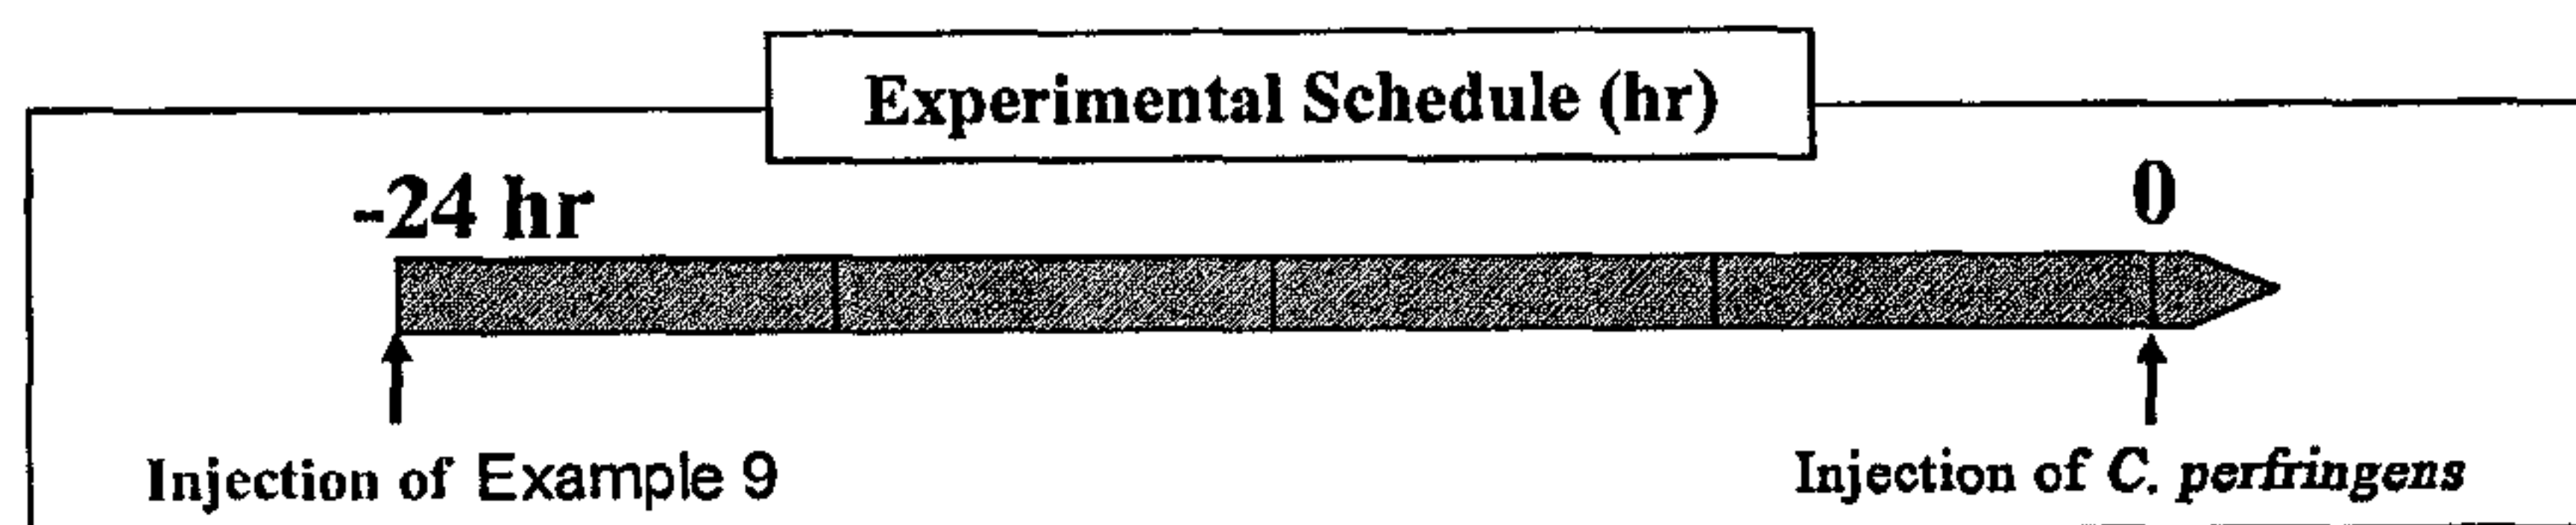 Experimental Schedule (hr)
-24 hr 0
Injection of Example 9 Injection of C. perfringens